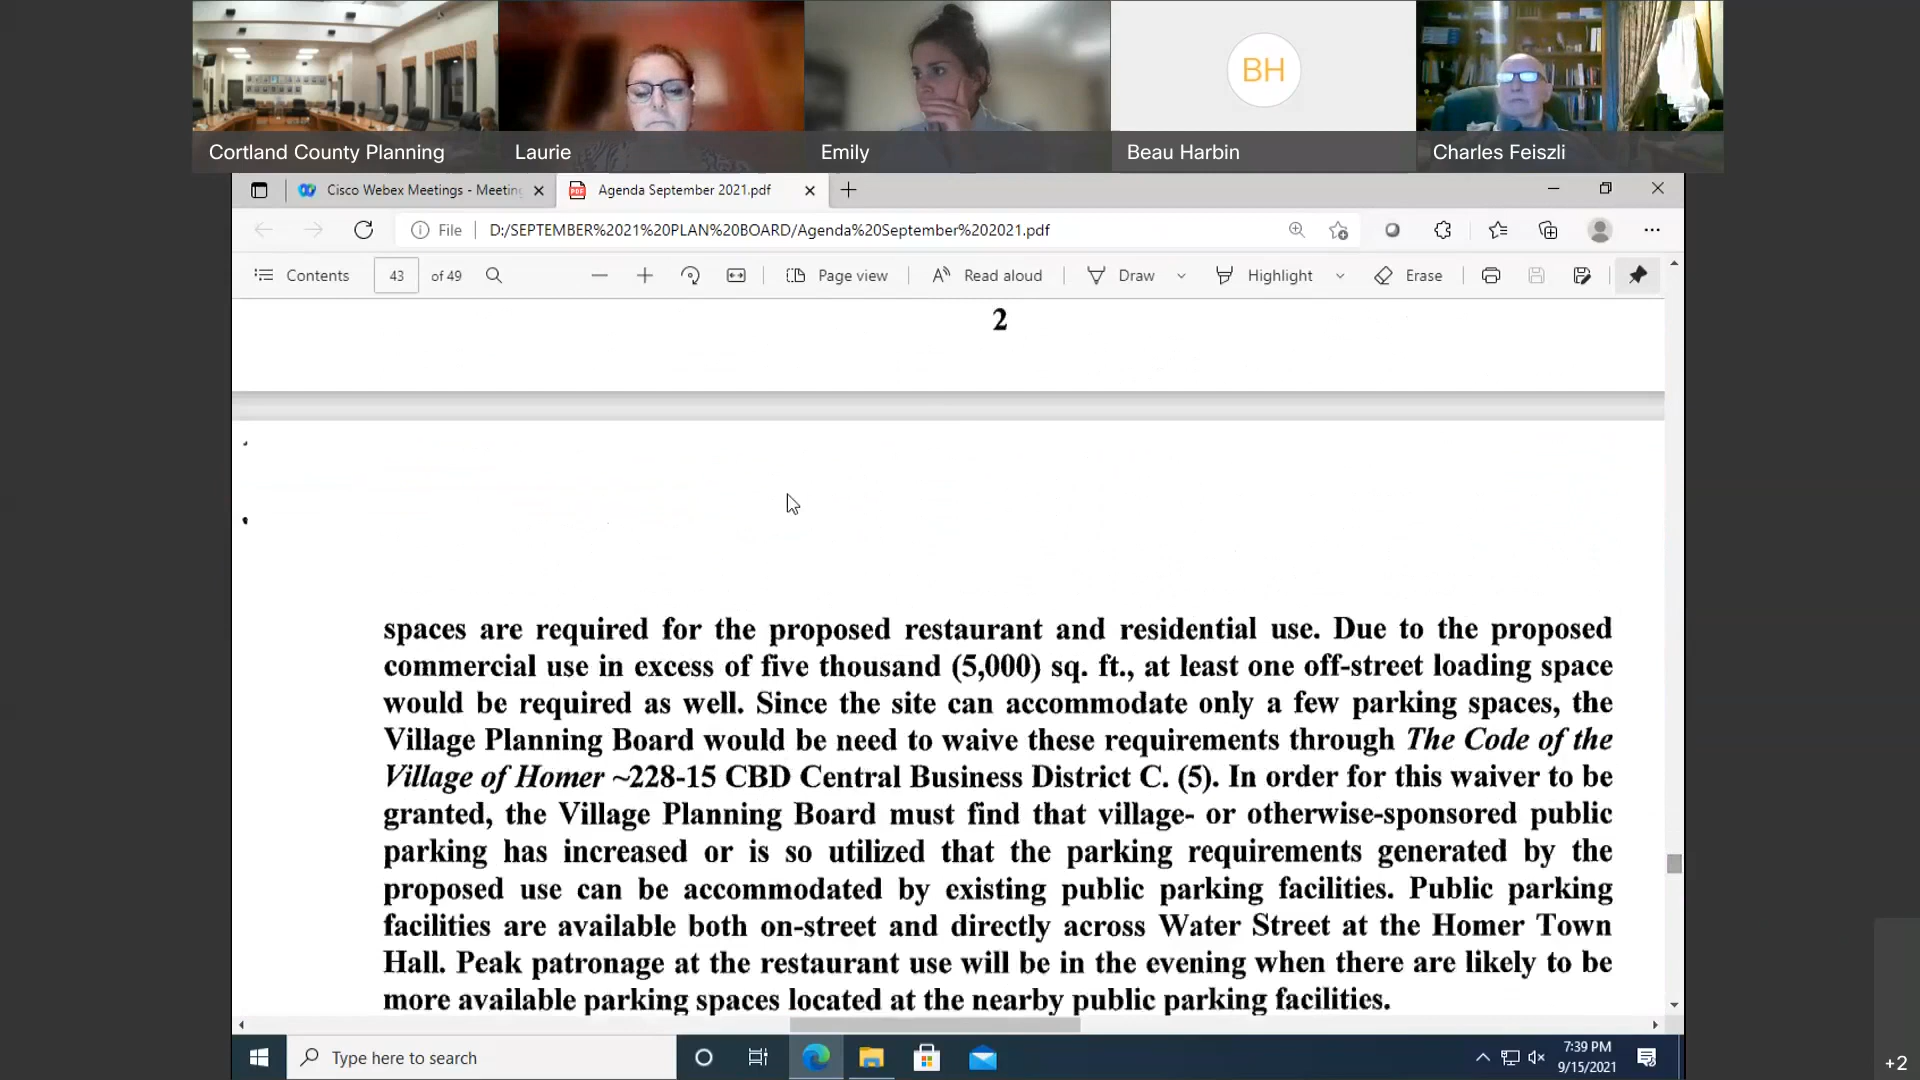 BH
Cortland County Planning
Laurie
Emily
Beau Harbin
Charles Feiszli
Cisco Webex Meetings - Meeting
Agenda September 2021.pdf
File
D:/SEPTEMBER%2021%20PLAN%20BOARD/Agenda%20September%202021.pdf
Contents
43
of 49
Page view
Read aloud
Draw
Highlight
Erase
2
spaces are required for the proposed restaurant and residential use. Due to the proposed
commercial use in excess of five thousand (5,000) sq. ft., at least one off-street loading space
would be required as well. Since the site can accommodate only a few parking spaces, the
Village Planning Board would be need to waive these requirements through The Code of the
Village of Homer ~228-15 CBD Central Business District C. (5). In order for this waiver to be
granted, the Village Planning Board must find that village- or otherwise-sponsored public
parking has increased or is so utilized that the parking requirements generated by the
proposed use can be accommodated by existing public parking facilities. Public parking
facilities are available both on-street and directly across Water Street at the Homer Town
Hall. Peak patronage at the restaurant use will be in the evening when there are likely to be
more available parking spaces located at the nearby public parking facilities.
Type here to search
7:39 PM
9/15/2021
+2